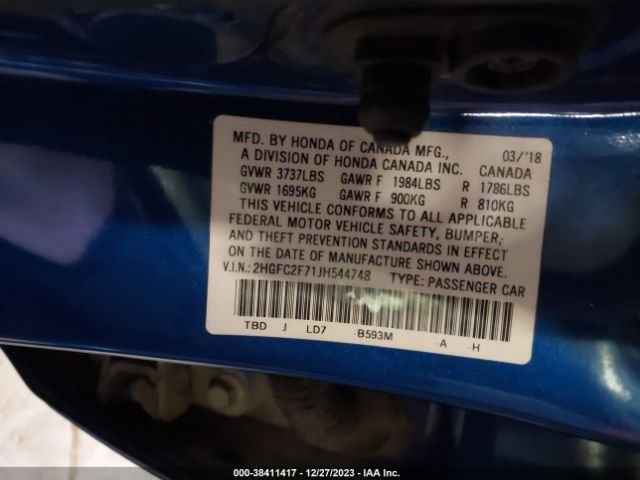 MFD. BY HONDA OF CANADA MFG., 03/'18
A DIVISION OF HONDA CANADA INC. CANADA
GVWR 3737LBS GAWR F 1984LBS R 1786LBS
GVWR 1695KG GAWR F 900KG R 810KG
THIS VEHICLE CONFORMS TO ALL APPLICABLE
FEDERAL MOTOR VEHICLE SAFETY, BUMPER,
AND THEFT PREVENTION STANDARDS IN EFFECT
ON THE DATE OF MANUFACTURE SHOWN ABOVE.
V.I.N.: 2HGFC2F71JH544748 TYPE: PASSENGER CAR
TBD J LD7 -B593M -A -H
000-38411417 - 12/27/2023 - IAA Inc.